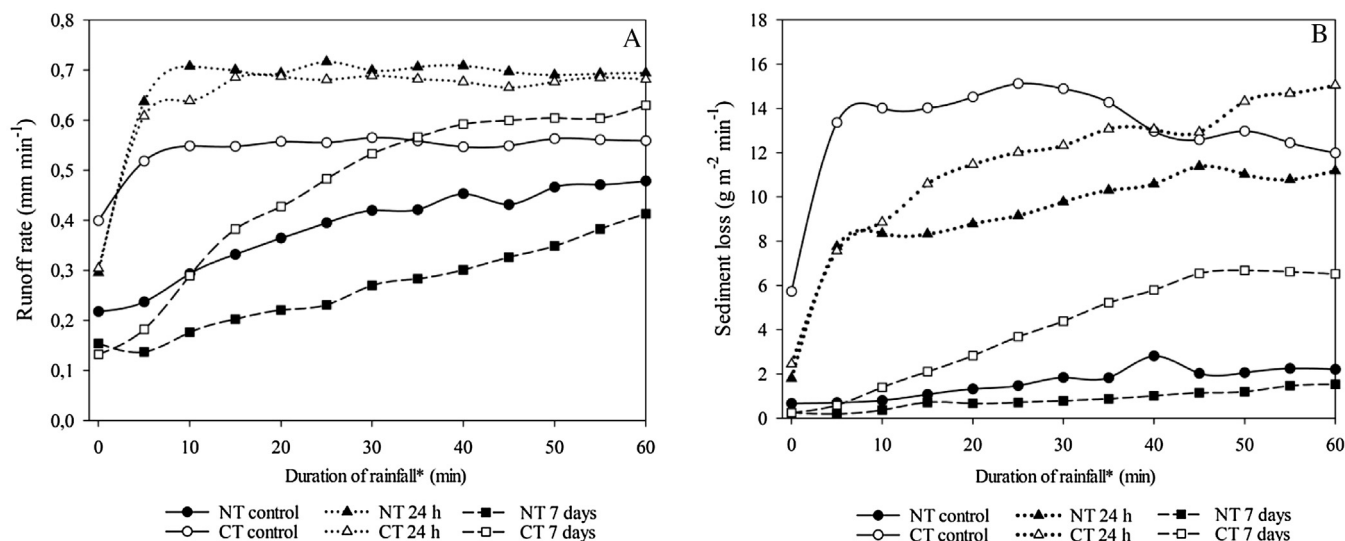 A
Runoff rate (mm min⁻¹)
0,8
0,7
0,6
0,5
0,4
0,3
0,2
0,1
0,0
0 10 20 30 40 50 60
Duration of rainfall* (min)
NT control NT 24 h NT 7 days
CT control CT 24 h CT 7 days
B
Sediment loss (g m⁻² min⁻¹)
18
16
14
12
10
8
6
4
2
0
0 10 20 30 40 50 60
Duration of rainfall* (min)
NT control NT 24 h NT 7 days
CT control CT 24 h CT 7 days